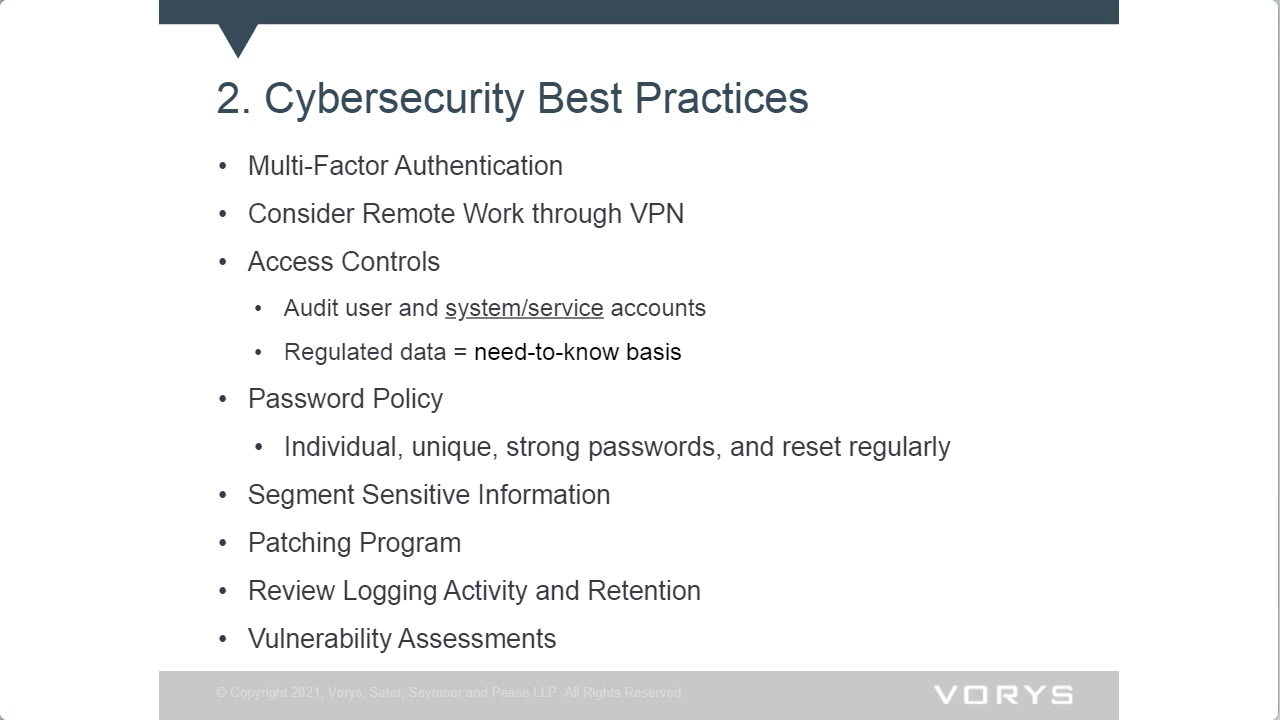 2. Cybersecurity Best Practices
• Multi-Factor Authentication
• Consider Remote Work through VPN
• Access Controls
• Audit user and system/service accounts
• Regulated data = need-to-know basis
• Password Policy
• Individual, unique, strong passwords, and reset regularly
• Segment Sensitive Information
• Patching Program
• Review Logging Activity and Retention
• Vulnerability Assessments
© Copyright 2021, Vorys, Sater, Seymour and Pease LLP. All Rights Reserved.
VORYS